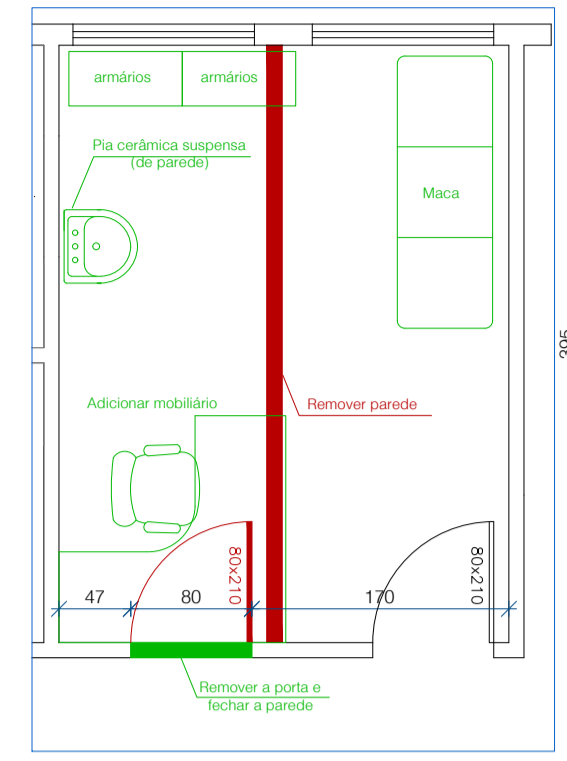 armários armários
Pia cerâmica suspensa
(de parede)
Maca
395
Adicionar mobiliário
Remover parede
80x210
80x210
47 80 170
Remover a porta e
fechar a parede